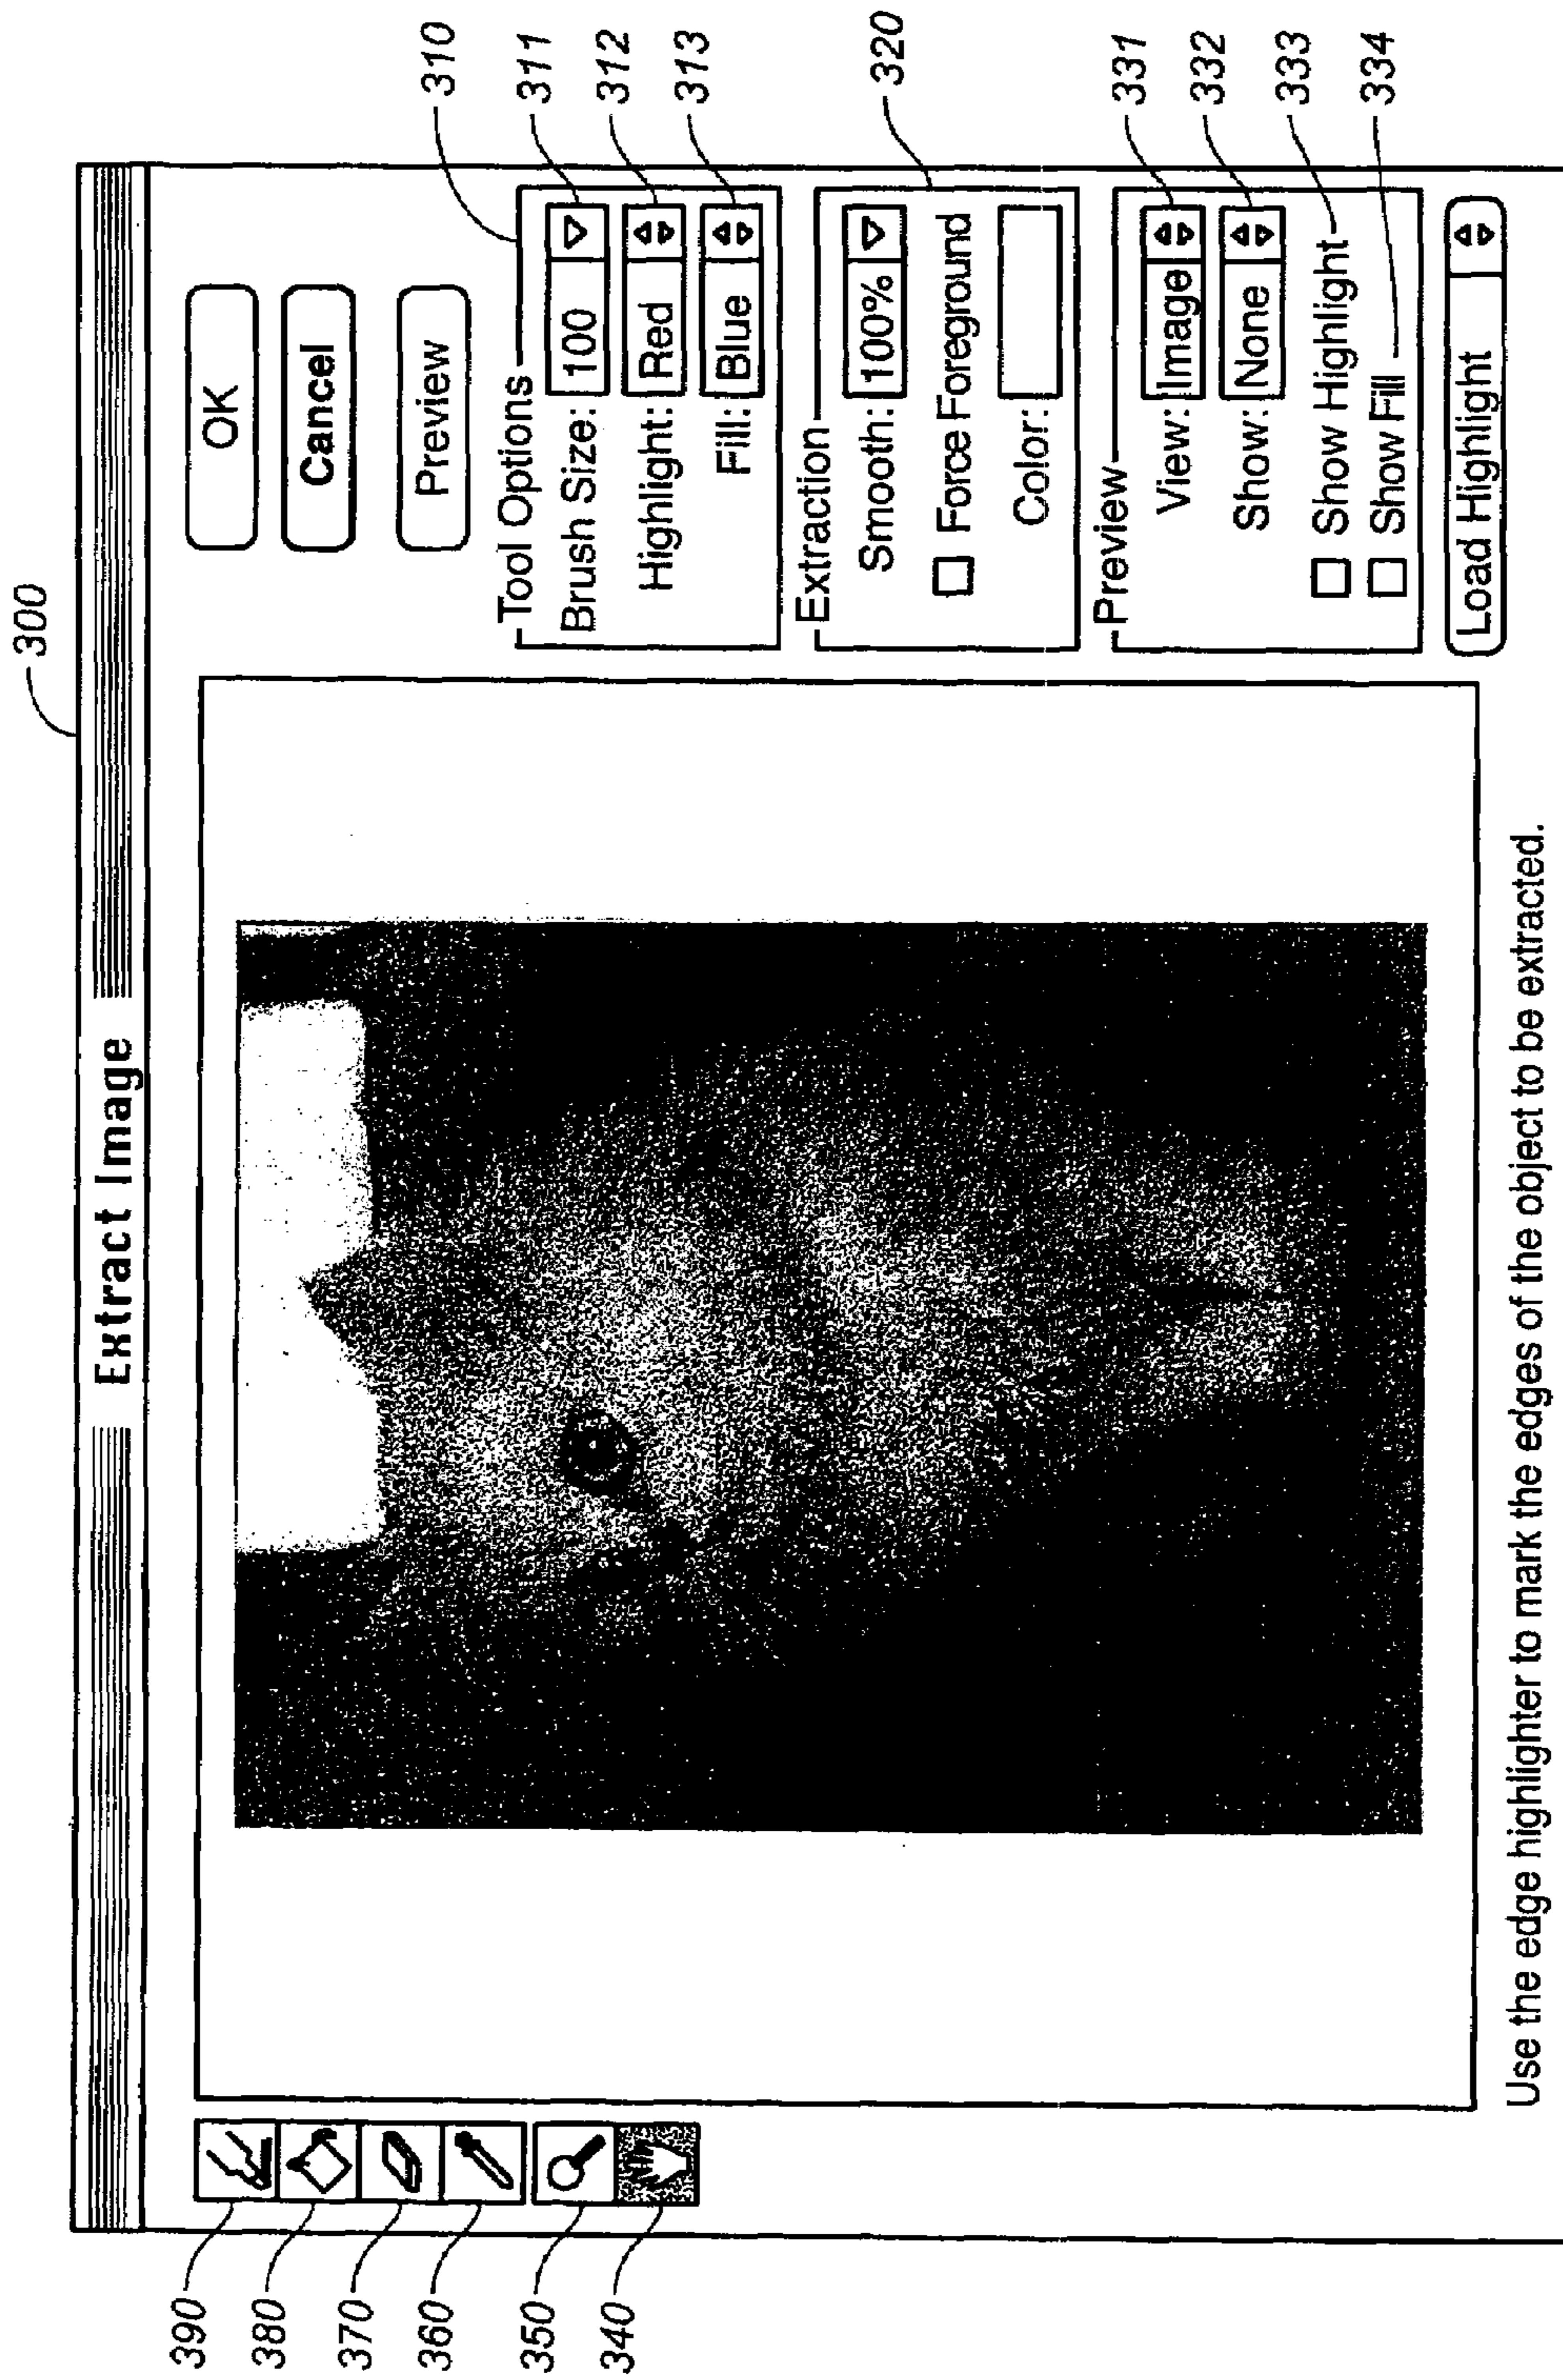 300
Extract Image
OK
Cancel
Preview
310
Tool Options
Brush Size: 100
311
Highlight: Red
312
Fill: Blue
313
Extraction
Smooth: 100%
320
Force Foreground
Color:
Preview
View: Image
331
Show: None
332
Show Highlight
333
Show Fill
334
Load Highlight
390
380
370
360
350
340
Use the edge highlighter to mark the edges of the object to be extracted.